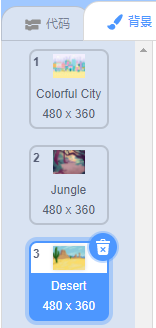 代码
背景
1
Colorful City
480 x 360
2
Jungle
480 x 360
3
Desert
480 x 360